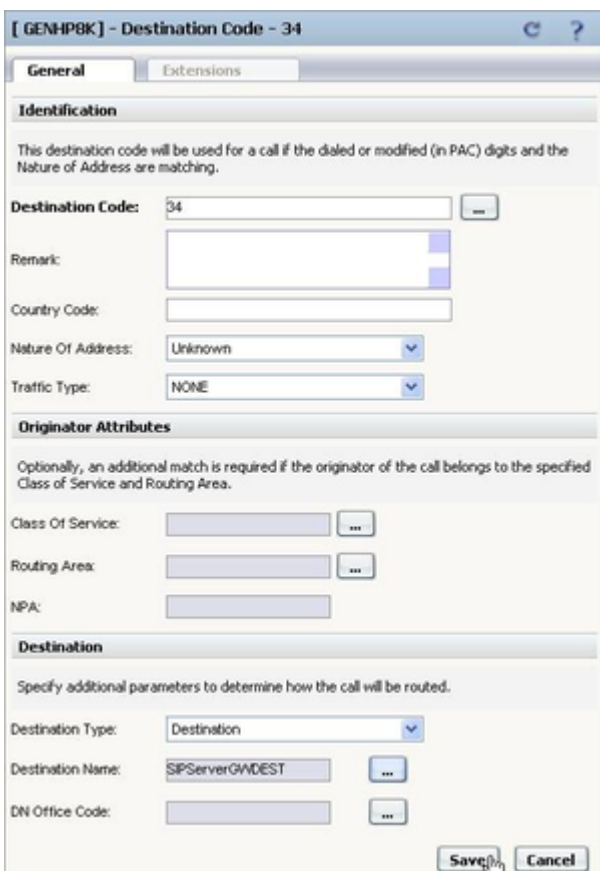 [ GENHP8K ] - Destination Code - 34
?
General
Extensions
Identification
This destination code will be used for a call if the dialed or modified (in PAC) digits and the
Nature of Address are matching.
Destination Code: 34 ...
Remark:
Country Code:
Nature Of Address: Unknown
Traffic Type: NONE
Originator Attributes
Optionally, an additional match is required if the originator of the call belongs to the specified
Class of Service and Routing Area.
Class Of Service: ...
Routing Area: ...
NPA:
Destination
Specify additional parameters to determine how the call will be routed.
Destination Type: Destination
Destination Name: SIPServerGWDEST ...
DN Office Code: ...
Save Cancel